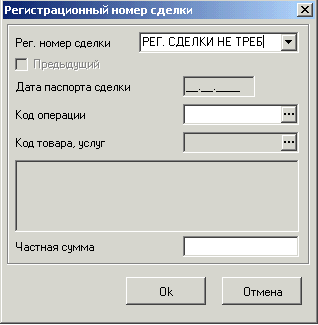 Регистрационный номер сделки
Рег. номер сделки РЕГ. СДЕЛКИ НЕ ТРЕБ
Предыдущий
Дата паспорта сделки __.__.____
Код операции ...
Код товара, услуг ...
Частная сумма
Ok Отмена